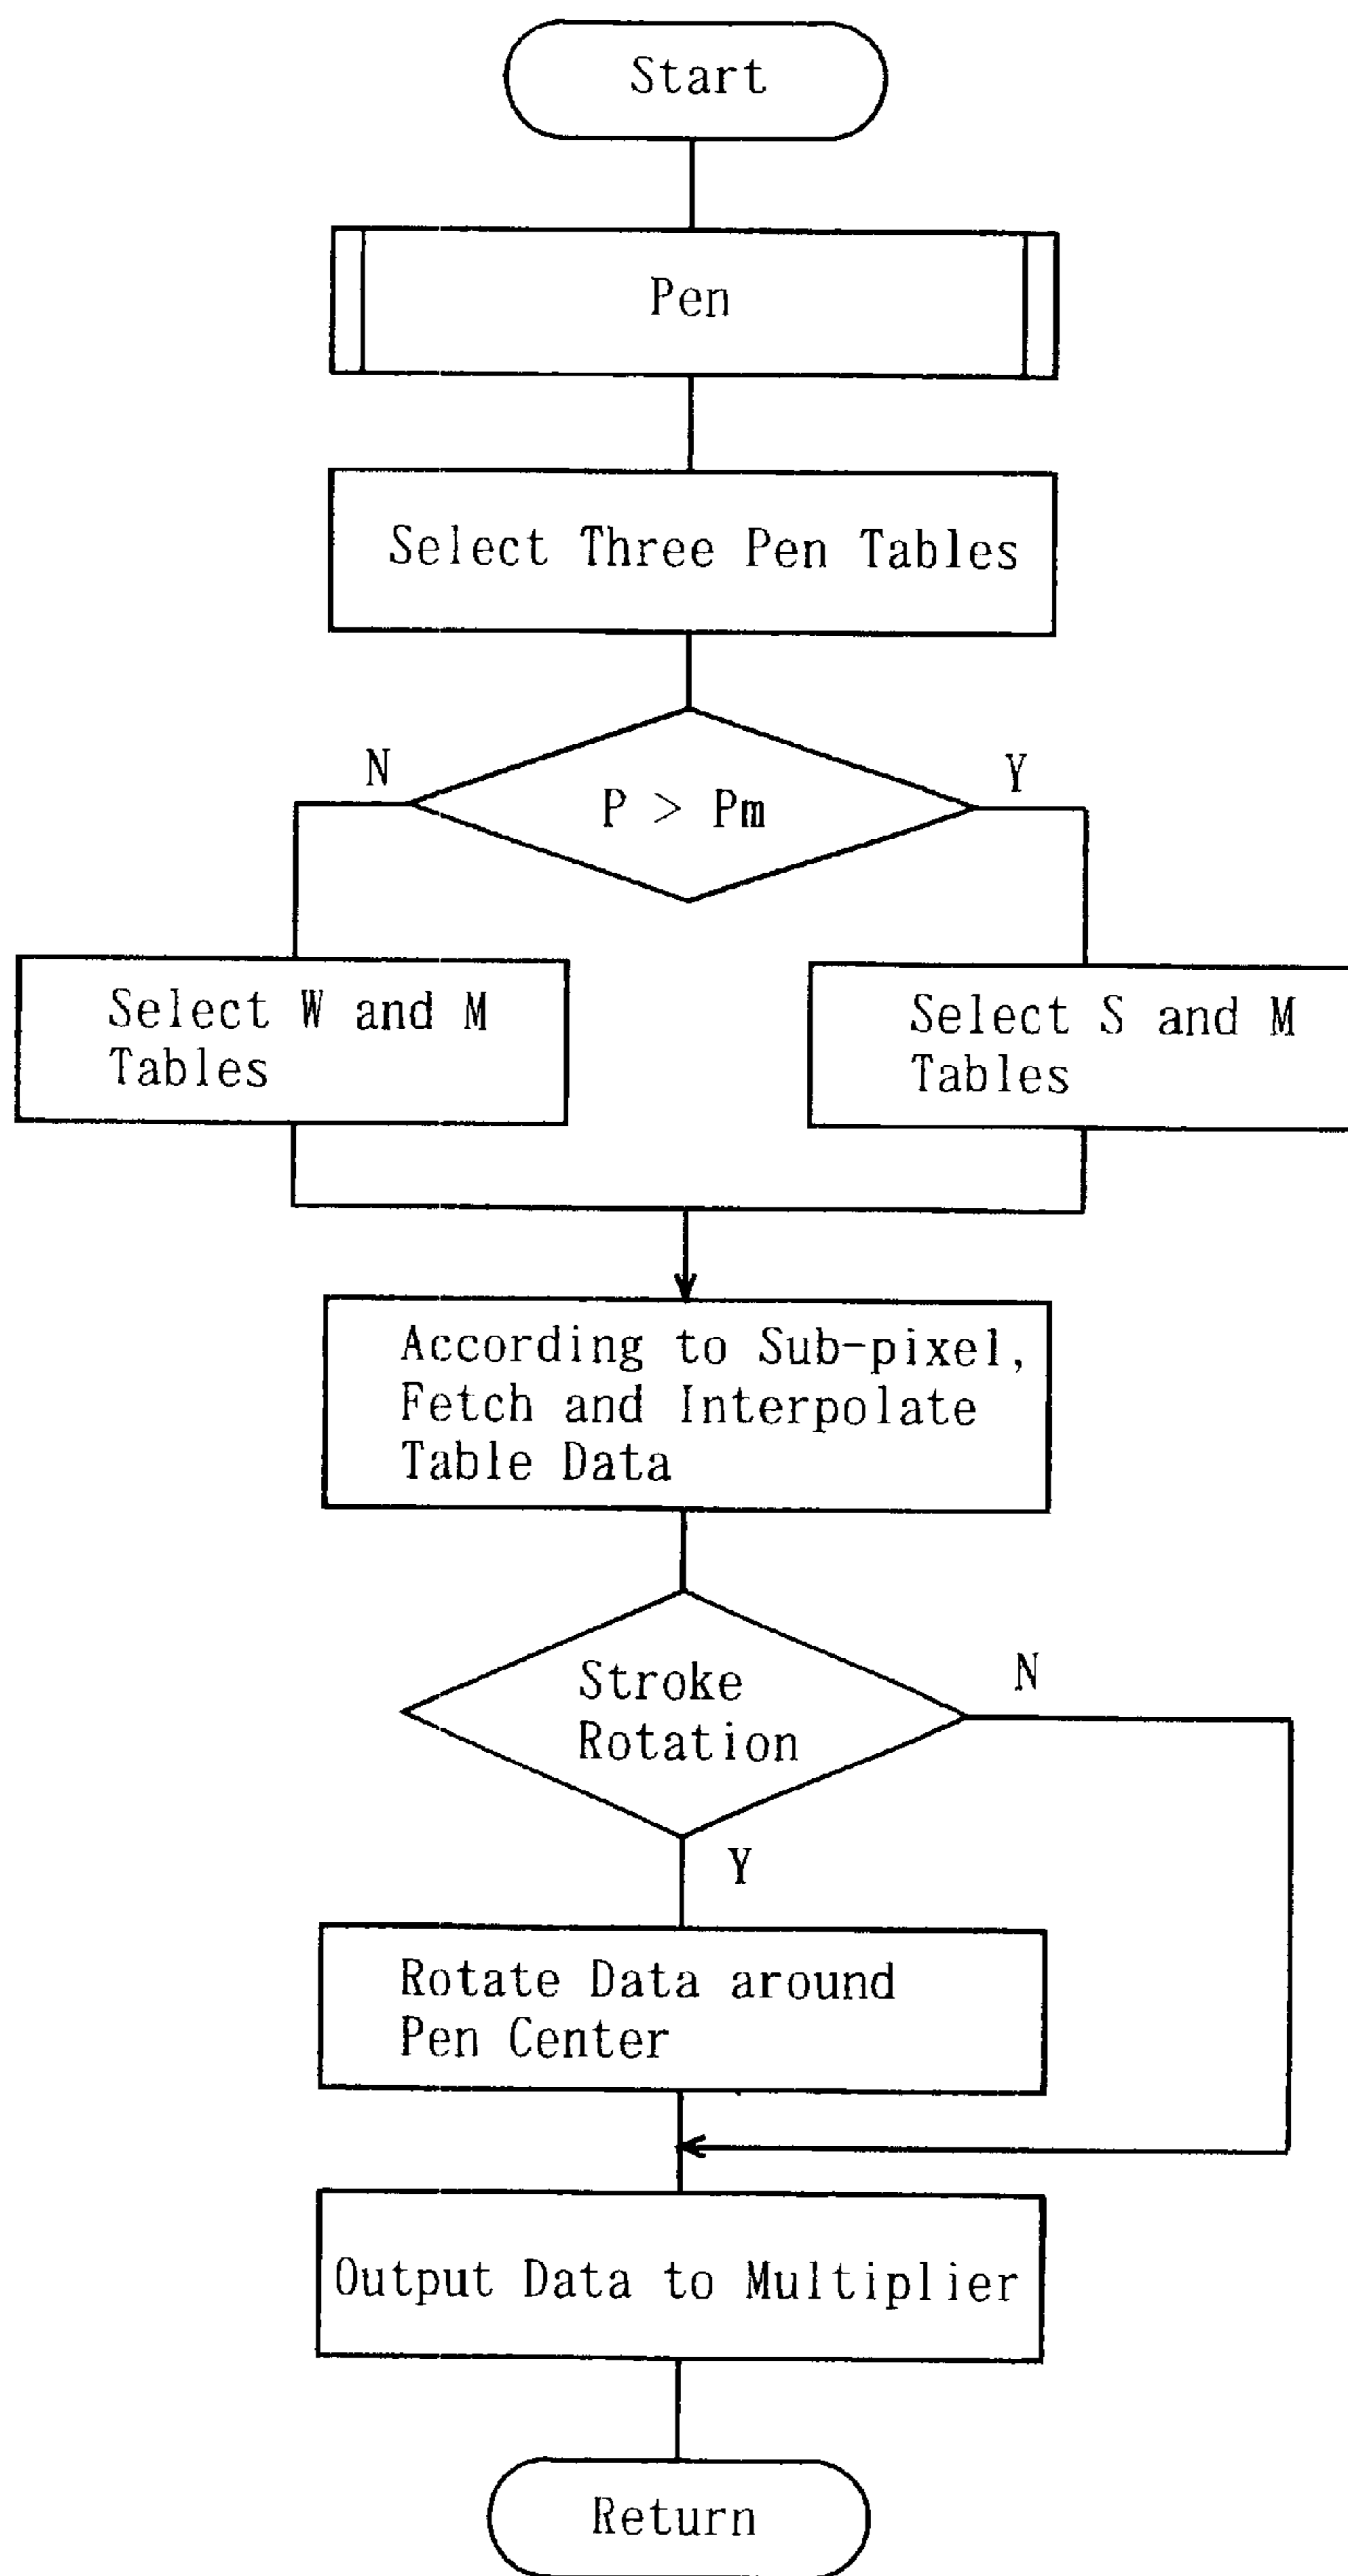 Start
Pen
Select Three Pen Tables
N
Y
P > Pm
Select W and M
Tables
Select S and M
Tables
According to Sub-pixel,
Fetch and Interpolate
Table Data
Stroke
Rotation
N
Y
Rotate Data around
Pen Center
Output Data to Multiplier
Return